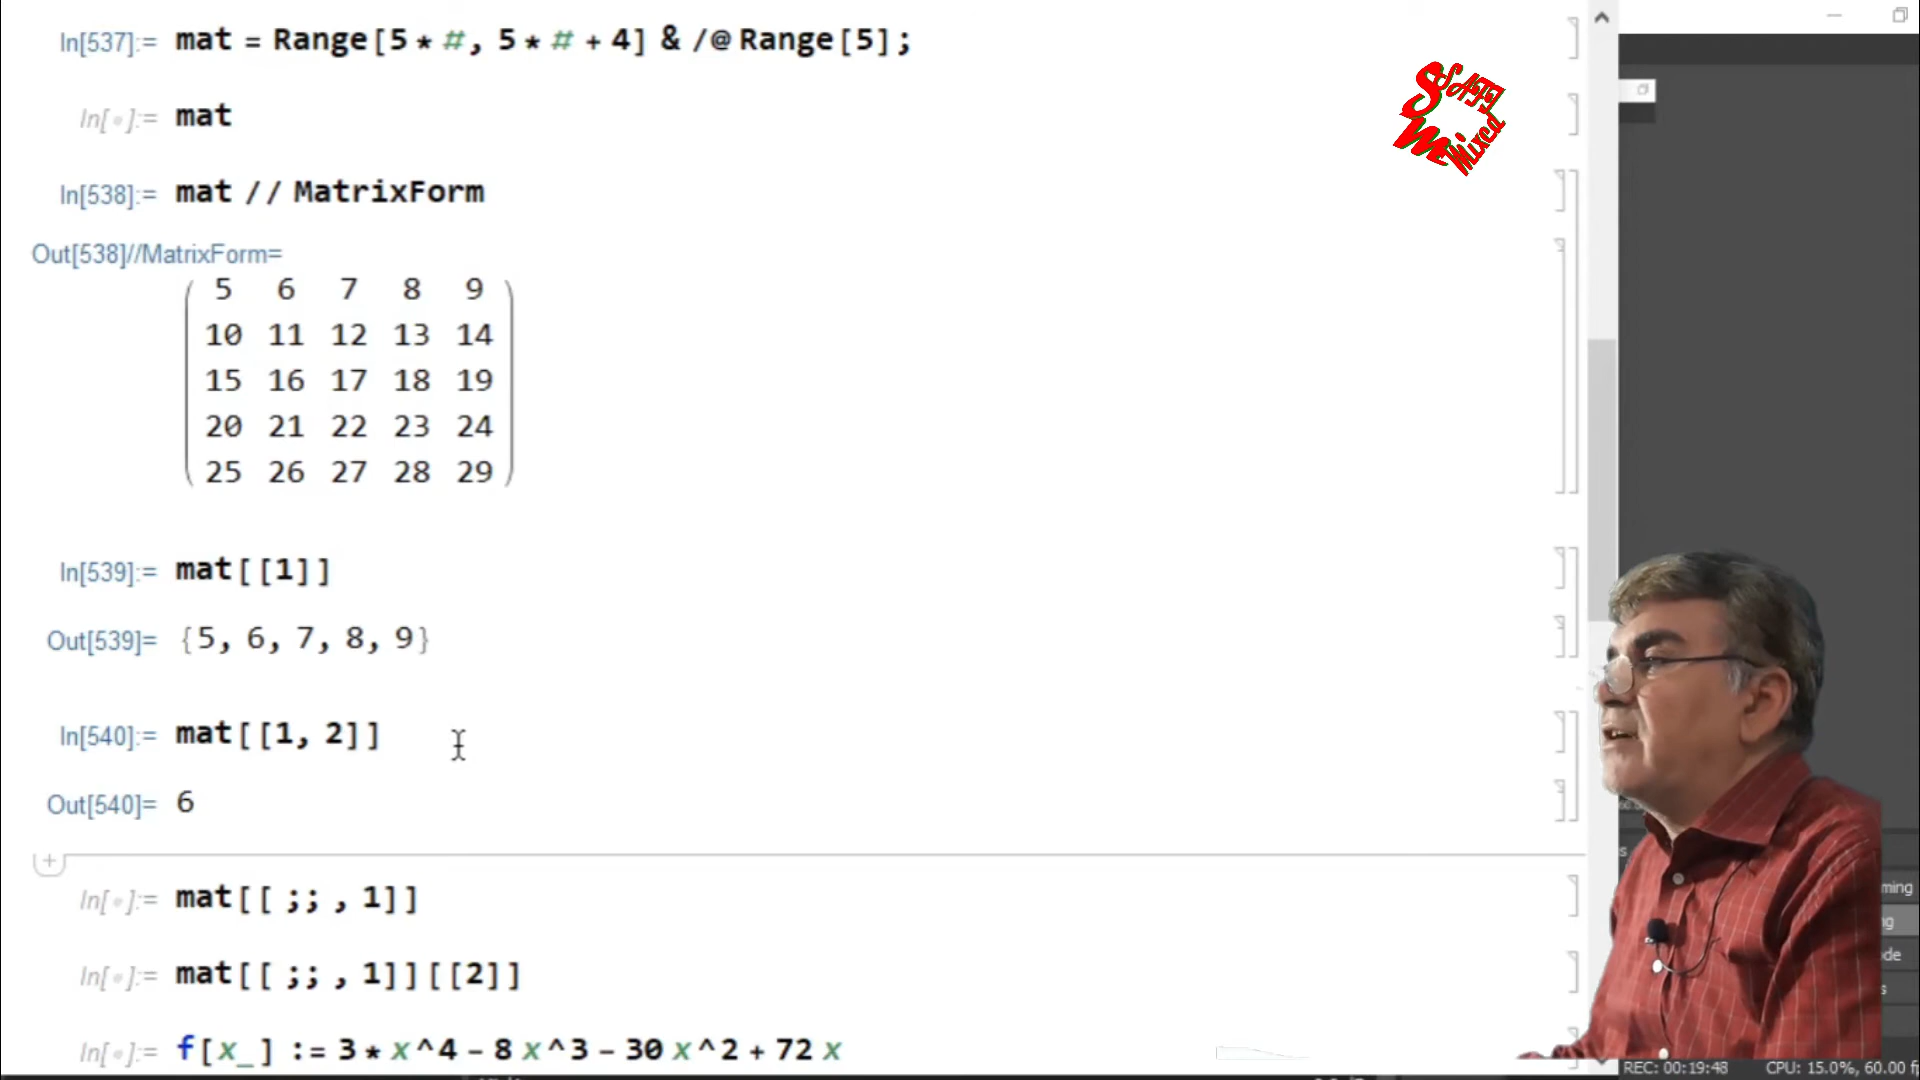 In[537]:= mat = Range[5 * #, 5 * # + 4] & /@ Range[5];
In[∘]:= mat
In[538]:= mat // MatrixForm
Out[538]//MatrixForm=
5 6 7 8 9
10 11 12 13 14
15 16 17 18 19
20 21 22 23 24
25 26 27 28 29
In[539]:= mat[[1]]
Out[539]= {5, 6, 7, 8, 9}
In[540]:= mat[[1, 2]]
Out[540]= 6
In[∘]:= mat[[ ;; , 1]]
In[∘]:= mat[[ ;; , 1]][[2]]
In[∘]:= f[x_] := 3 * x^4 - 8 x^3 - 30 x^2 + 72 x
Mixed
ming
ng
ode
s
REC: 00:19:48 CPU: 15.0%, 60.00 f